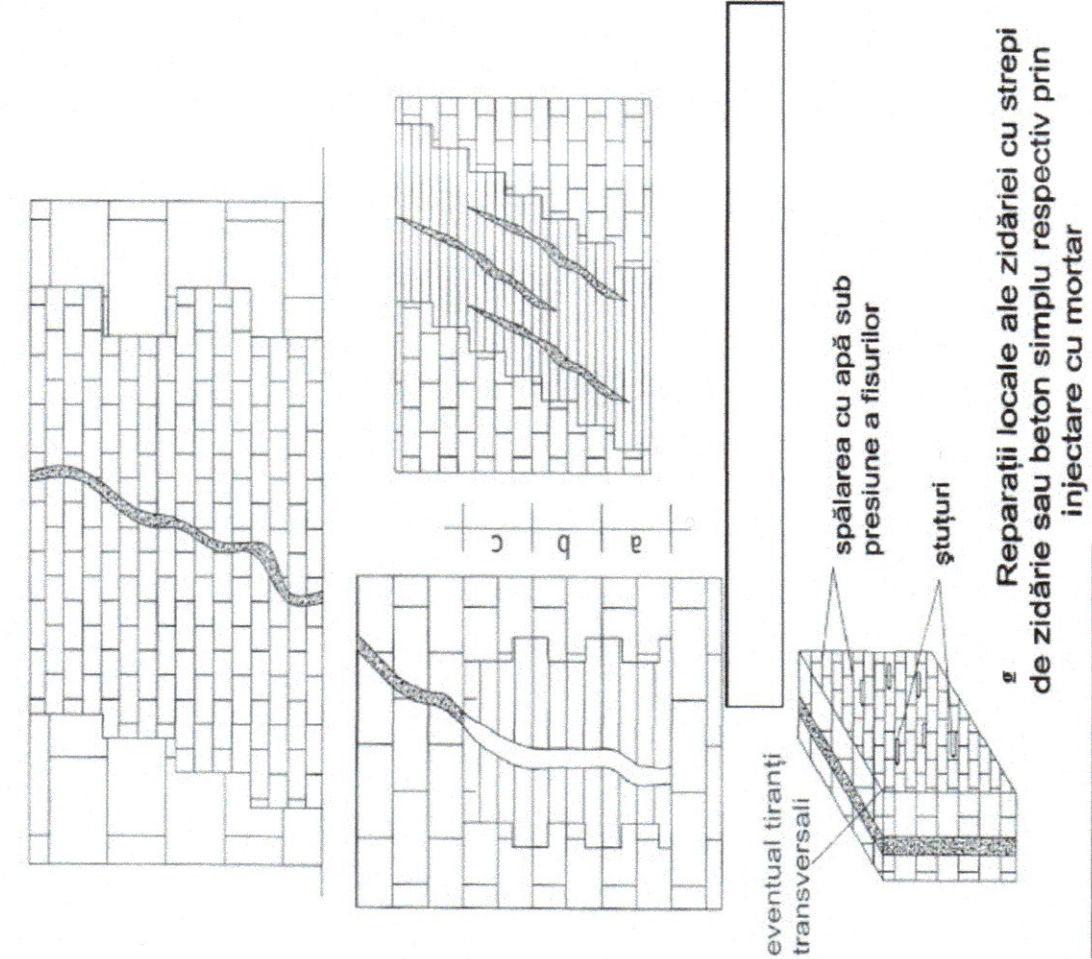 c
b
a
eventual tiranți
transversali
spălarea cu apă sub
presiune a fisurilor
ștuțuri
g Reparații locale ale zidăriei cu strepi
de zidărie sau beton simplu respectiv prin
injectare cu mortar